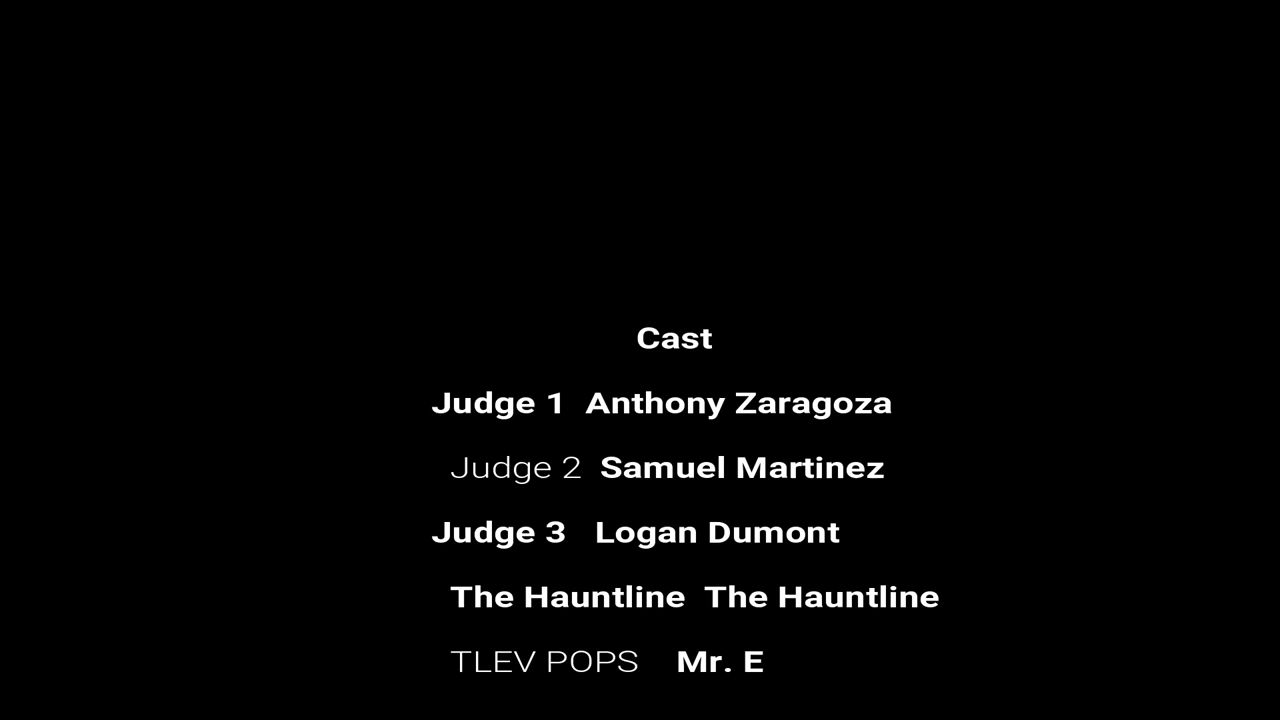 Cast
Judge 1 Anthony Zaragoza
Judge 2 Samuel Martinez
Judge 3 Logan Dumont
The Hauntline The Hauntline
TLEV POPS Mr. E